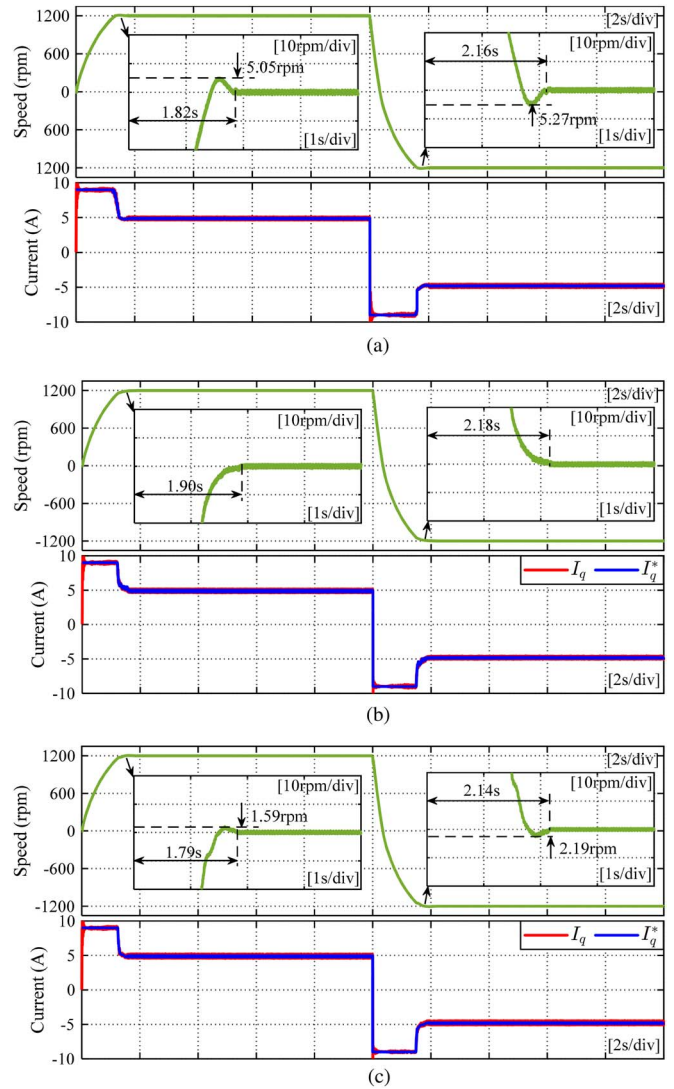 1200
[2s/div]
[10rpm/div]
[10rpm/div]
600
5.05rpm
2.16s
0
1.82s
600
[1s/div]
5.27rpm
[1s/div]
1200
Speed (rpm)
10
5
0
-5
-10
[2s/div]
Current (A)
(a)
1200
[2s/div]
[10rpm/div]
[10rpm/div]
600
2.18s
0
1.90s
-600
[1s/div]
[1s/div]
-1200
Speed (rpm)
10
I_q I_q^*
5
0
-5
-10
[2s/div]
Current (A)
(b)
1200
[2s/div]
[10rpm/div]
[10rpm/div]
600
1.59rpm
2.14s
0
1.79s
2.19rpm
-600
[1s/div]
[1s/div]
-1200
Speed (rpm)
10
I_q I_q^*
5
0
-5
-10
[2s/div]
Current (A)
(c)